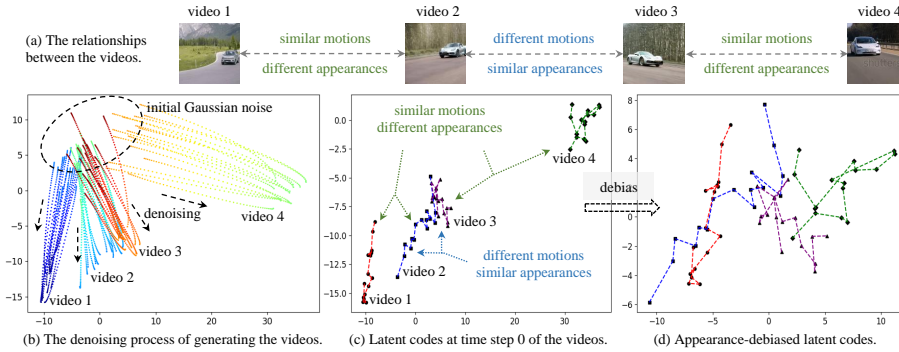 video 1
video 2
video 3
video 4
(a) The relationships
between the videos.
similar motions
different appearances
different motions
similar appearances
similar motions
different appearances
initial Gaussian noise
denoising
video 4
video 3
video 2
video 1
10
5
0
−5
−10
−15
−10
0
10
20
30
(b) The denoising process of generating the videos.
similar motions
different appearances
video 4
video 3
different motions
similar appearances
video 2
video 1
0.0
−2.5
−5.0
−7.5
−10.0
−12.5
−15.0
−10
0
10
20
30
(c) Latent codes at time step 0 of the videos.
debias
8
6
4
2
0
−2
−4
−6
−10
−5
0
5
10
(d) Appearance-debiased latent codes.